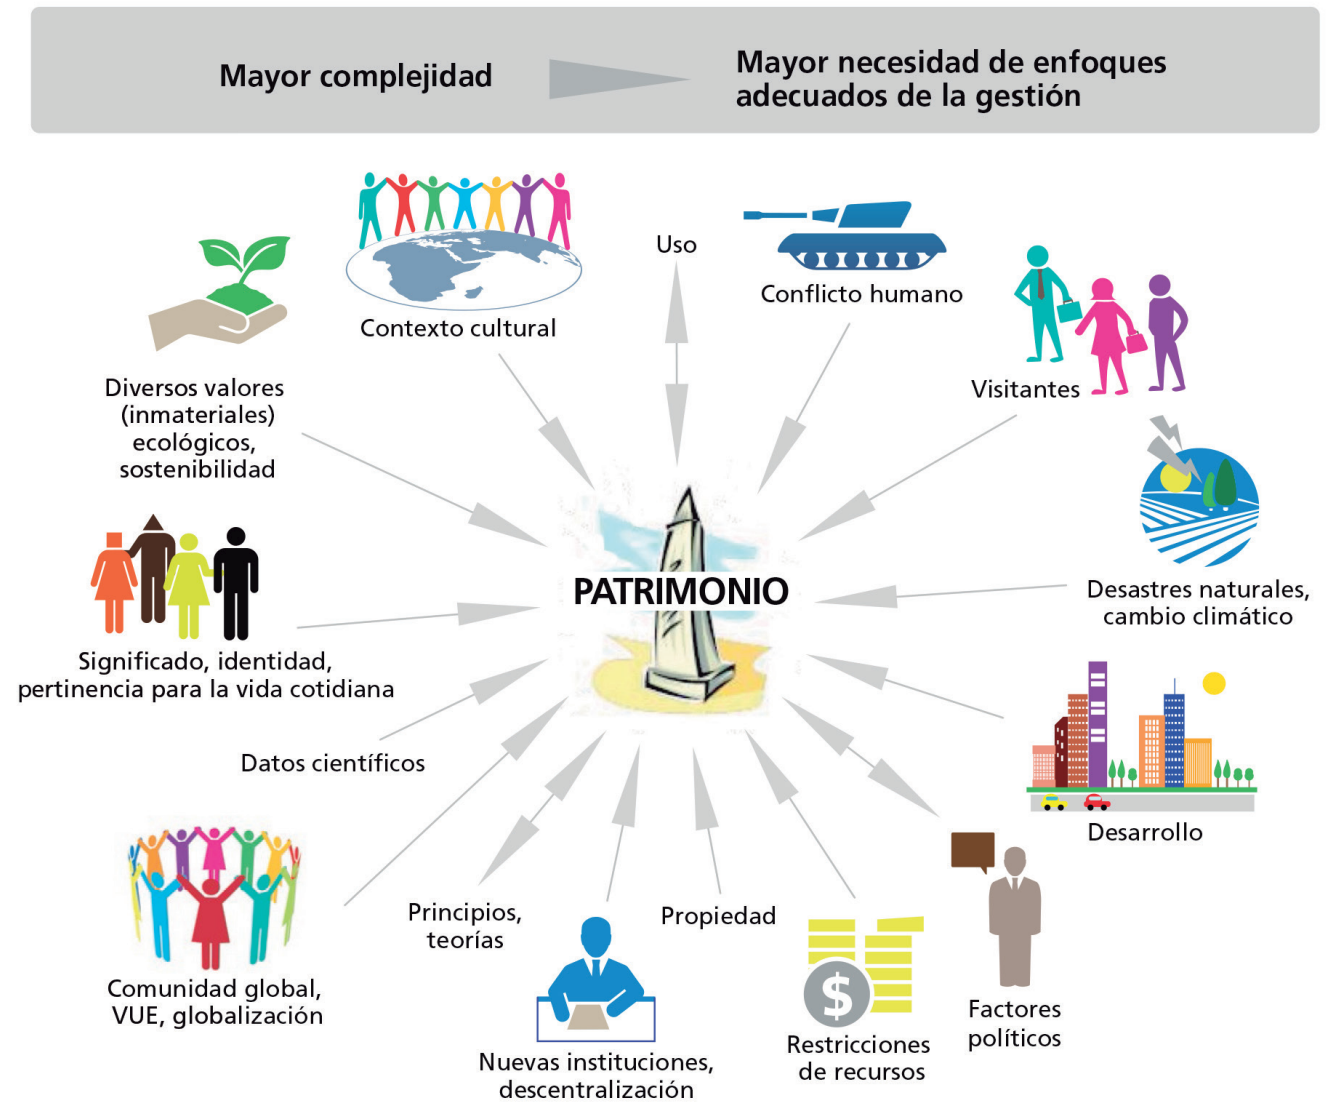 Mayor complejidad
Mayor necesidad de enfoques
adecuados de la gestión
Uso
Conflicto humano
Contexto cultural
Visitantes
Diversos valores
(inmateriales)
ecológicos,
sostenibilidad
PATRIMONIO
Desastres naturales,
cambio climático
Significado, identidad,
pertinencia para la vida cotidiana
Datos científicos
Desarrollo
Principios,
teorías
Propiedad
$
Comunidad global,
VUE, globalización
Factores
políticos
Restricciones
de recursos
Nuevas instituciones,
descentralización